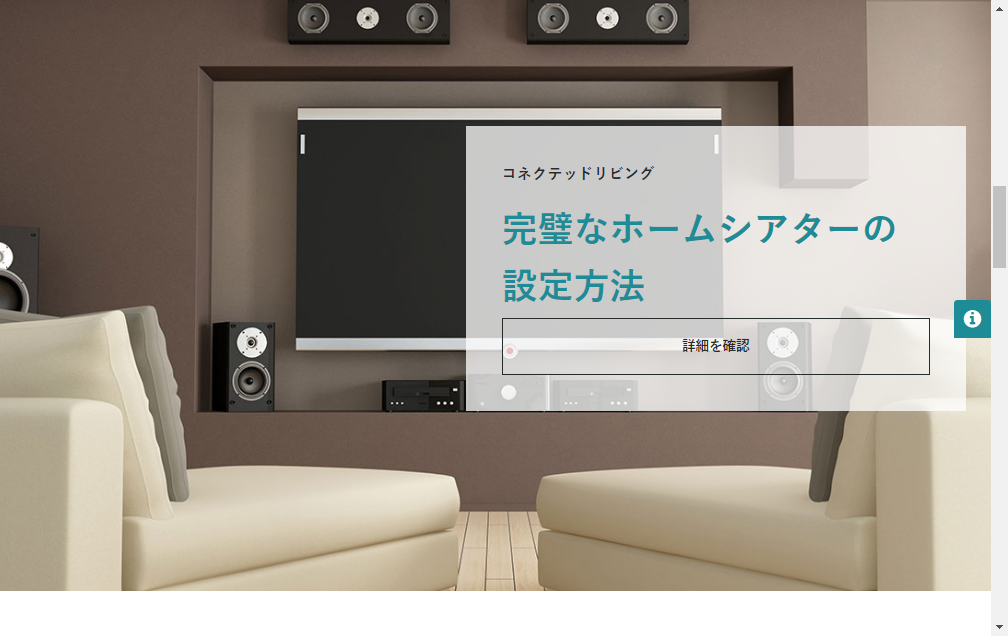 コネクテッドリビング
完璧なホームシアターの
設定方法
詳細を確認